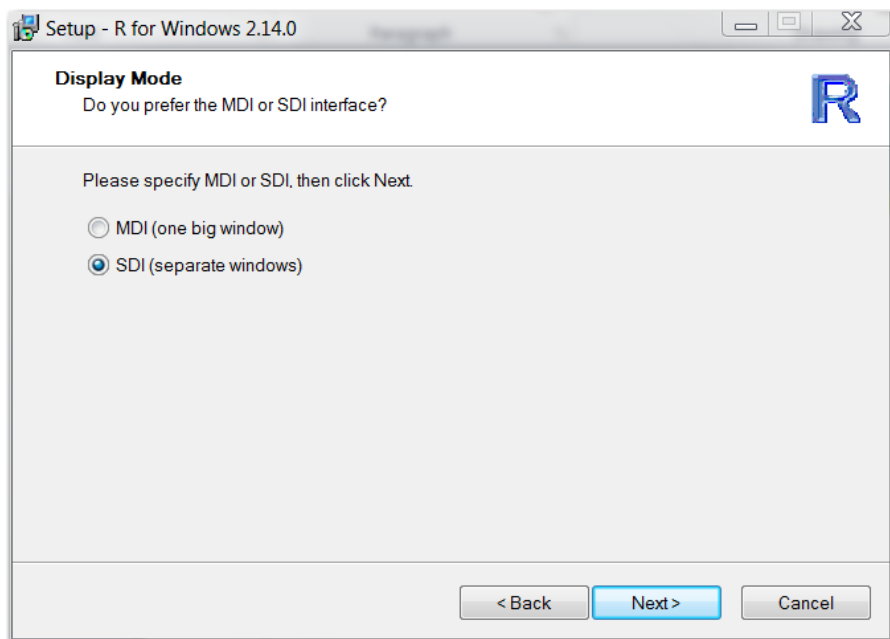 Setup - R for Windows 2.14.0
Display Mode
Do you prefer the MDI or SDI interface?
R
Please specify MDI or SDI, then click Next.
MDI (one big window)
SDI (separate windows)
< Back
Next >
Cancel